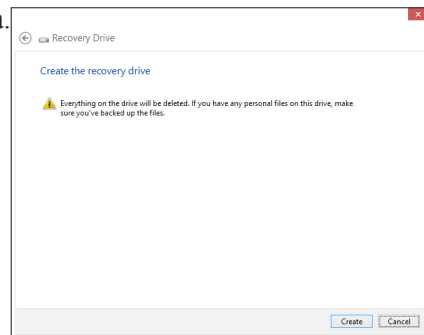 a.
Recovery Drive
Create the recovery drive
Everything on the drive will be deleted. If you have any personal files on this drive, make
sure you've backed up the files.
Create Cancel